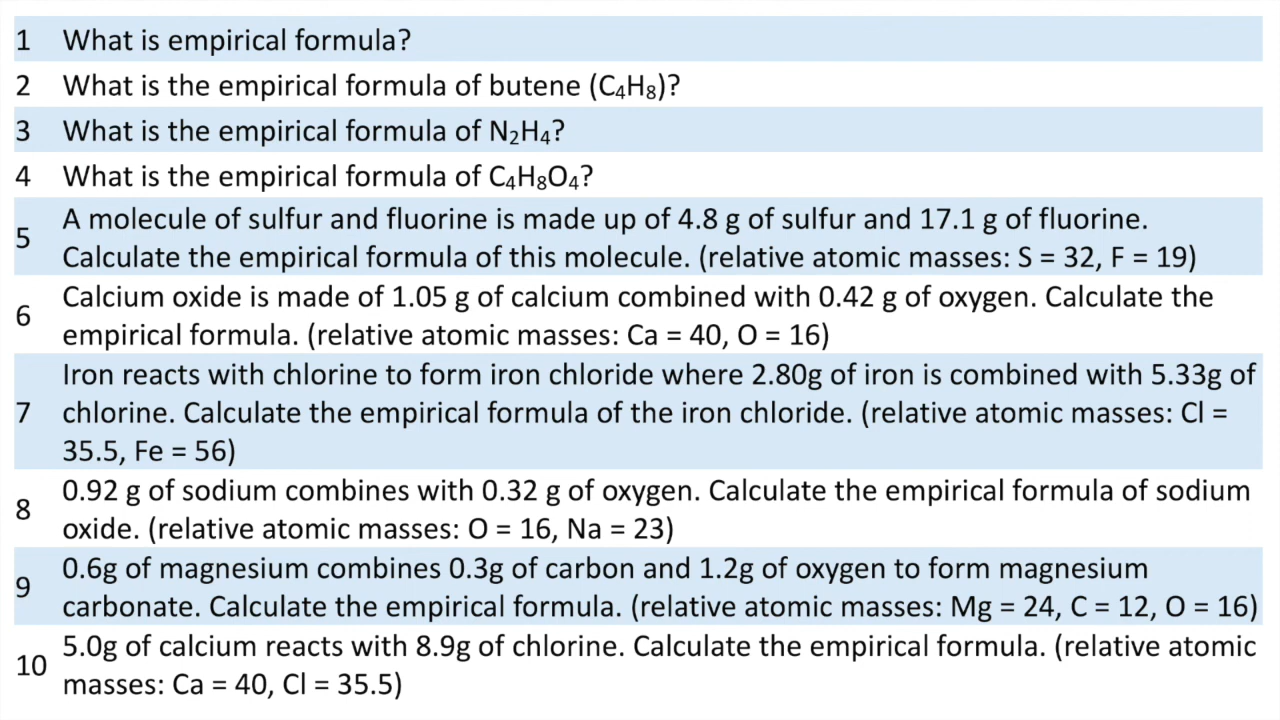 1 What is empirical formula?
2 What is the empirical formula of butene (C₄H₈)?
3 What is the empirical formula of N₂H₄?
4 What is the empirical formula of C₄H₈O₄?
5 A molecule of sulfur and fluorine is made up of 4.8 g of sulfur and 17.1 g of fluorine.
Calculate the empirical formula of this molecule. (relative atomic masses: S = 32, F = 19)
6 Calcium oxide is made of 1.05 g of calcium combined with 0.42 g of oxygen. Calculate the
empirical formula. (relative atomic masses: Ca = 40, O = 16)
7 Iron reacts with chlorine to form iron chloride where 2.80g of iron is combined with 5.33g of
chlorine. Calculate the empirical formula of the iron chloride. (relative atomic masses: Cl =
35.5, Fe = 56)
8 0.92 g of sodium combines with 0.32 g of oxygen. Calculate the empirical formula of sodium
oxide. (relative atomic masses: O = 16, Na = 23)
9 0.6g of magnesium combines 0.3g of carbon and 1.2g of oxygen to form magnesium
carbonate. Calculate the empirical formula. (relative atomic masses: Mg = 24, C = 12, O = 16)
10 5.0g of calcium reacts with 8.9g of chlorine. Calculate the empirical formula. (relative atomic
masses: Ca = 40, Cl = 35.5)